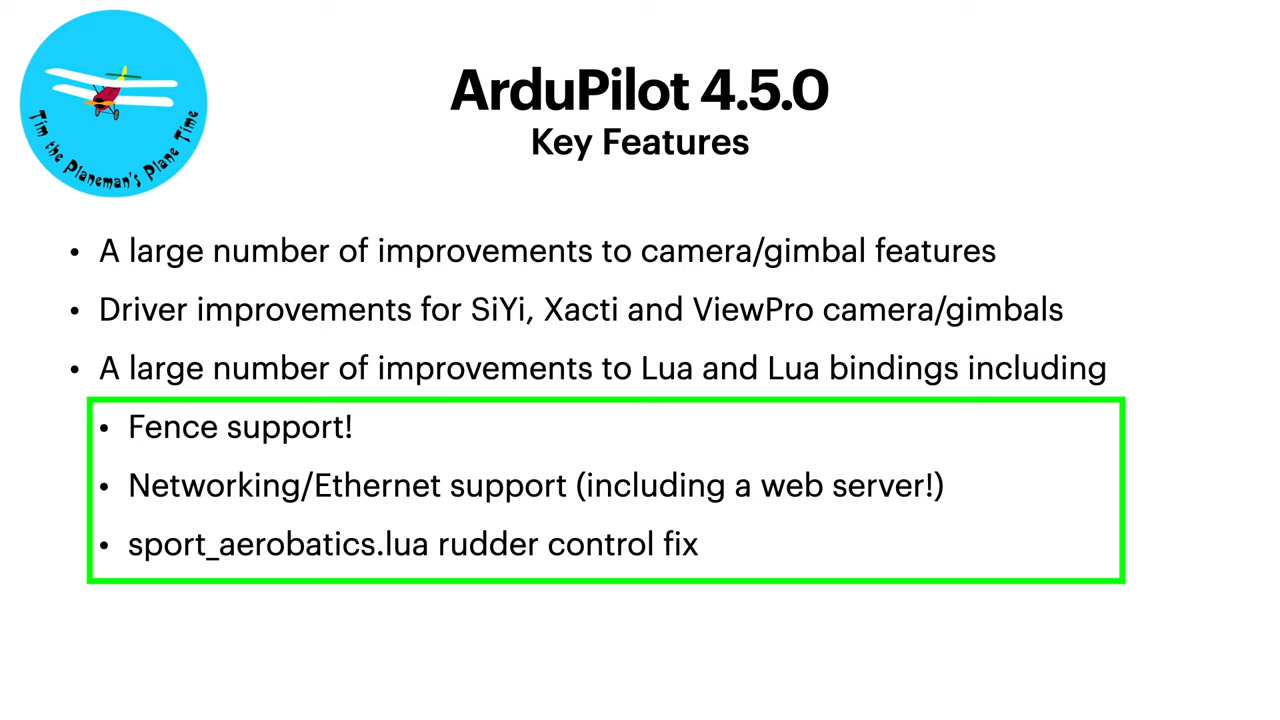 Tim the Planeman's Plane Time
ArduPilot 4.5.0
Key Features
• A large number of improvements to camera/gimbal features
• Driver improvements for SiYi, Xacti and ViewPro camera/gimbals
• A large number of improvements to Lua and Lua bindings including
• Fence support!
• Networking/Ethernet support (including a web server!)
• sport_aerobatics.lua rudder control fix